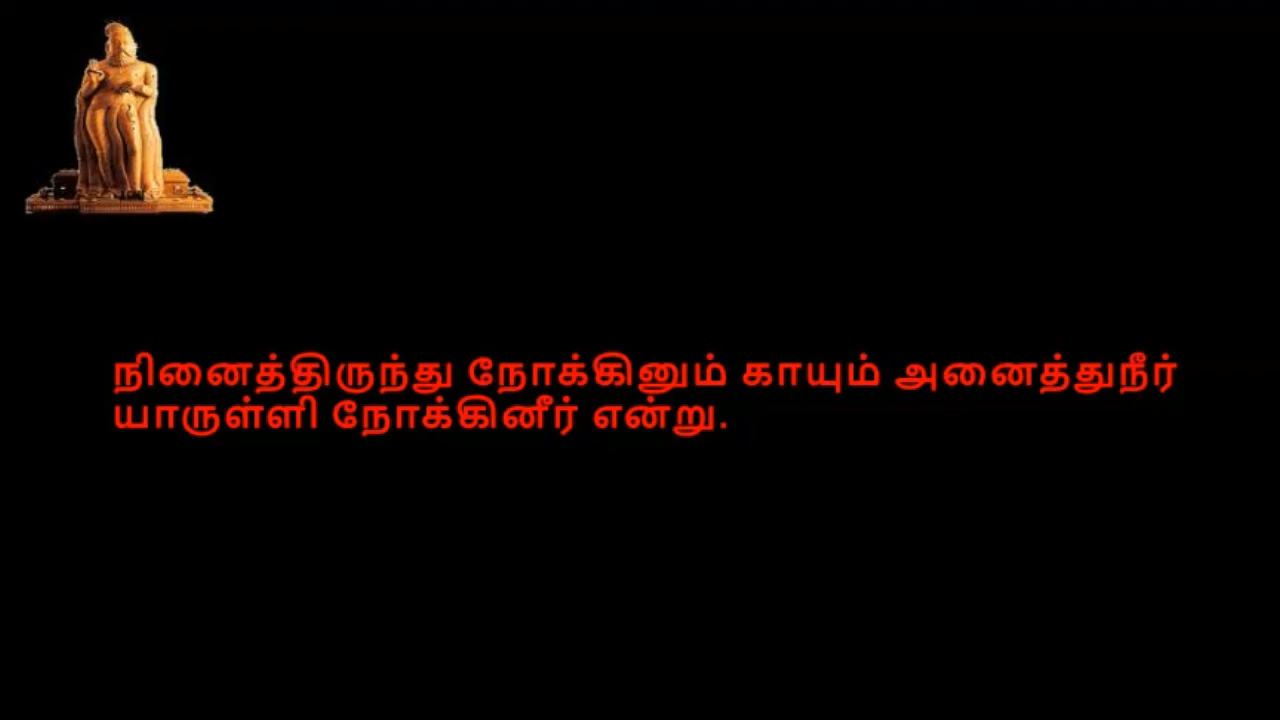 நினைத்திருந்து நோக்கினும் காயும் அனைத்துநீர்
யாருள்ளி நோக்கினீர் என்று.